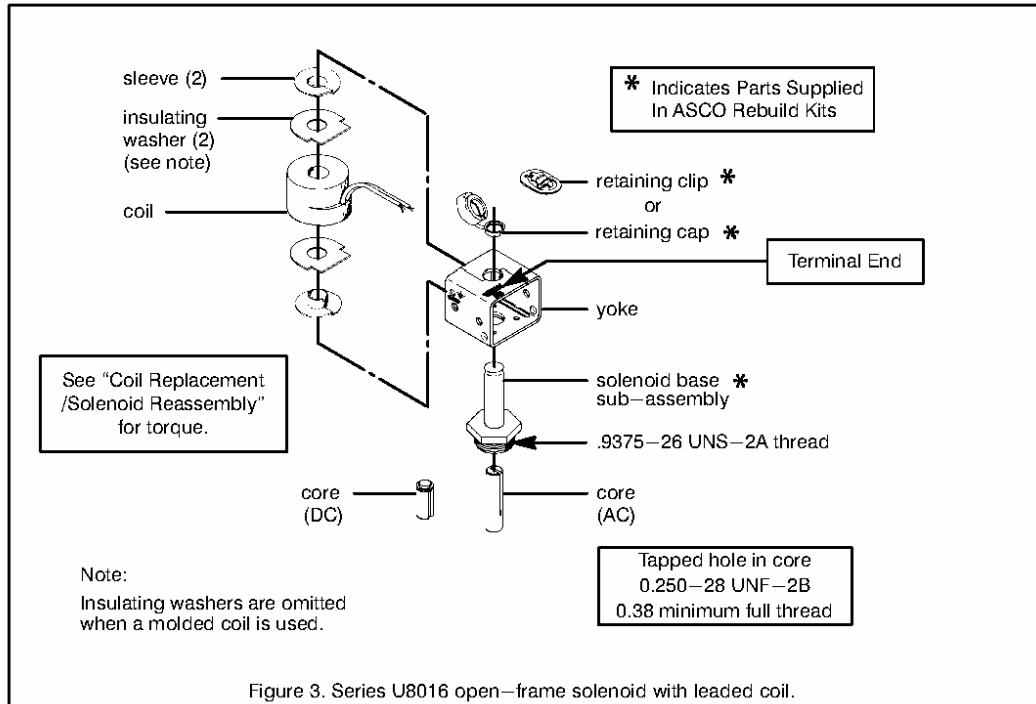 sleeve (2)
insulating
washer (2)
(see note)
coil
* Indicates Parts Supplied
In ASCO Rebuild Kits
retaining clip *
or
retaining cap *
Terminal End
yoke
See “Coil Replacement
/Solenoid Reassembly”
for torque.
solenoid base *
sub−assembly
.9375−26 UNS−2A thread
core
(DC)
core
(AC)
Tapped hole in core
0.250−28 UNF−2B
0.38 minimum full thread
Note:
Insulating washers are omitted
when a molded coil is used.
Figure 3. Series U8016 open−frame solenoid with leaded coil.